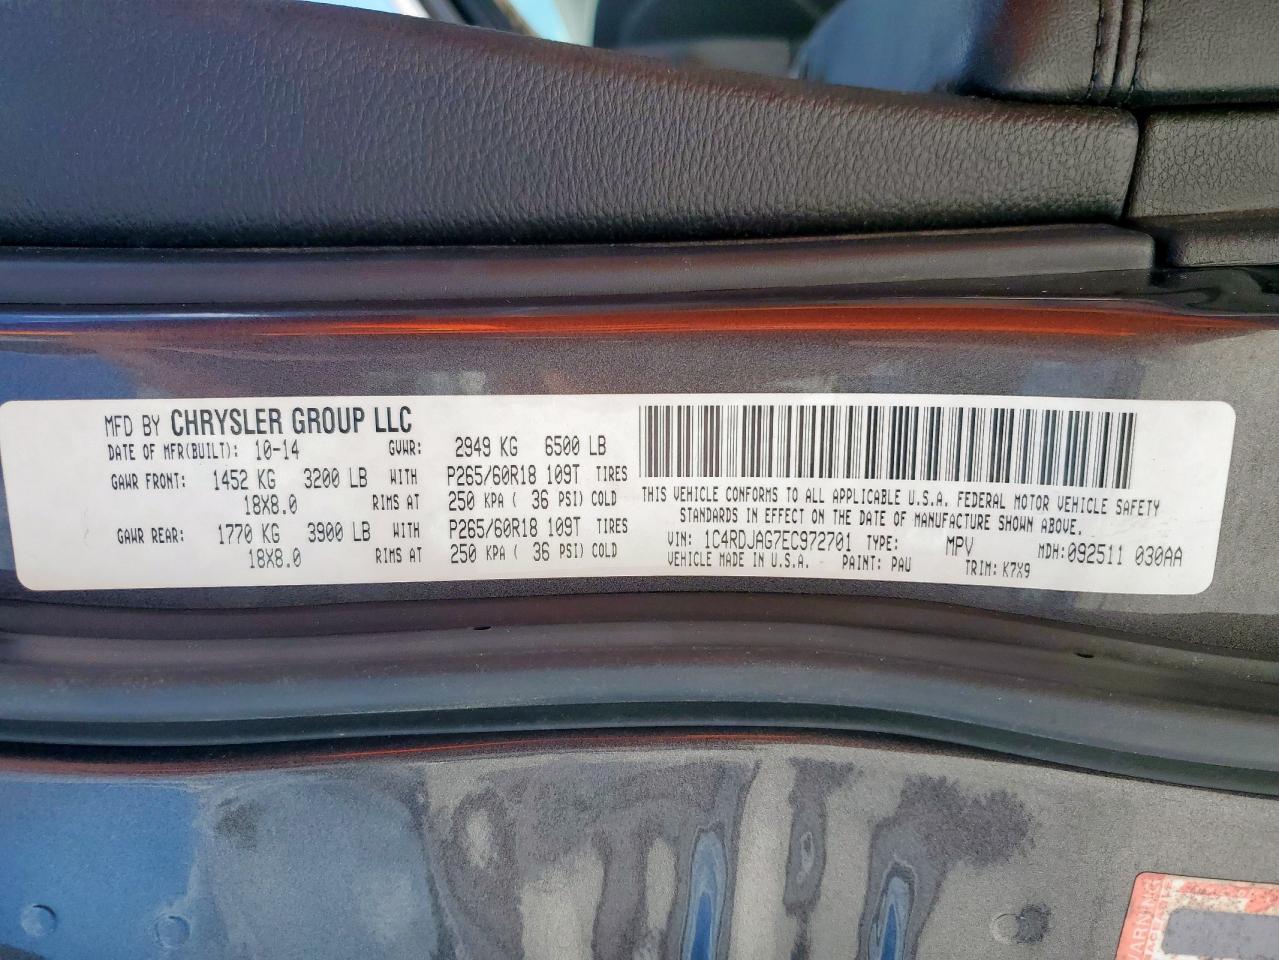 MFD BY CHRYSLER GROUP LLC
DATE OF MFR(BUILT): 10-14 GVWR: 2949 KG 6500 LB
GAWR FRONT: 1452 KG 3200 LB WITH P265/60R18 109T TIRES
18X8.0 RIMS AT 250 KPA ( 36 PSI) COLD
GAWR REAR: 1770 KG 3900 LB WITH P265/60R18 109T TIRES
18X8.0 RIMS AT 250 KPA ( 36 PSI) COLD
THIS VEHICLE CONFORMS TO ALL APPLICABLE U.S.A. FEDERAL MOTOR VEHICLE SAFETY
STANDARDS IN EFFECT ON THE DATE OF MANUFACTURE SHOWN ABOVE.
VIN: 1C4RDJAG7EC972701 TYPE: MPV MDH: 092511 030AA
VEHICLE MADE IN U.S.A. PAINT: PAU TRIM: K7X9
WARNING